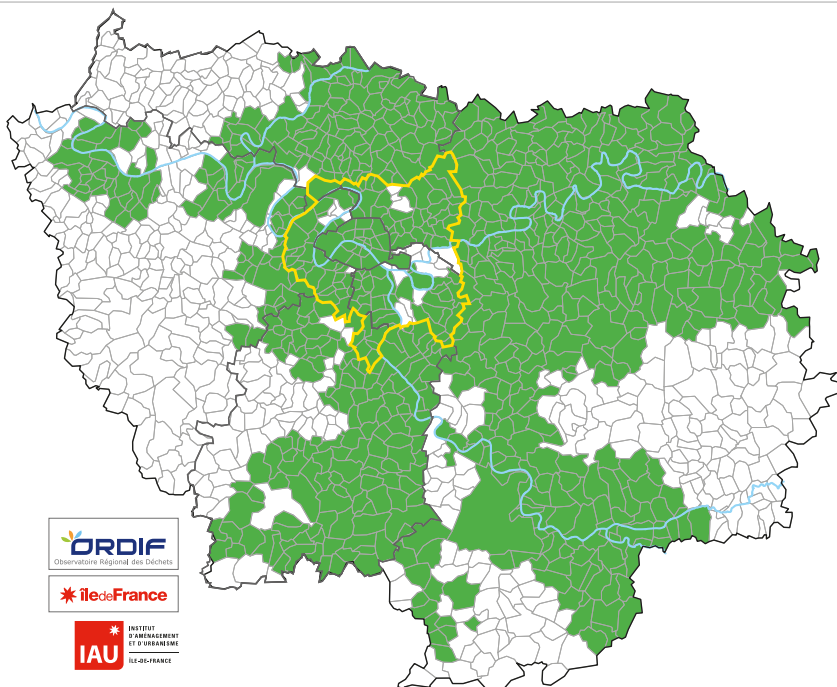 ORDIF
Observatoire Régional des Déchets
îledeFrance
IAU
INSTITUT
D'AMÉNAGEMENT
ET D'URBANISME
ÎLE-DE-FRANCE